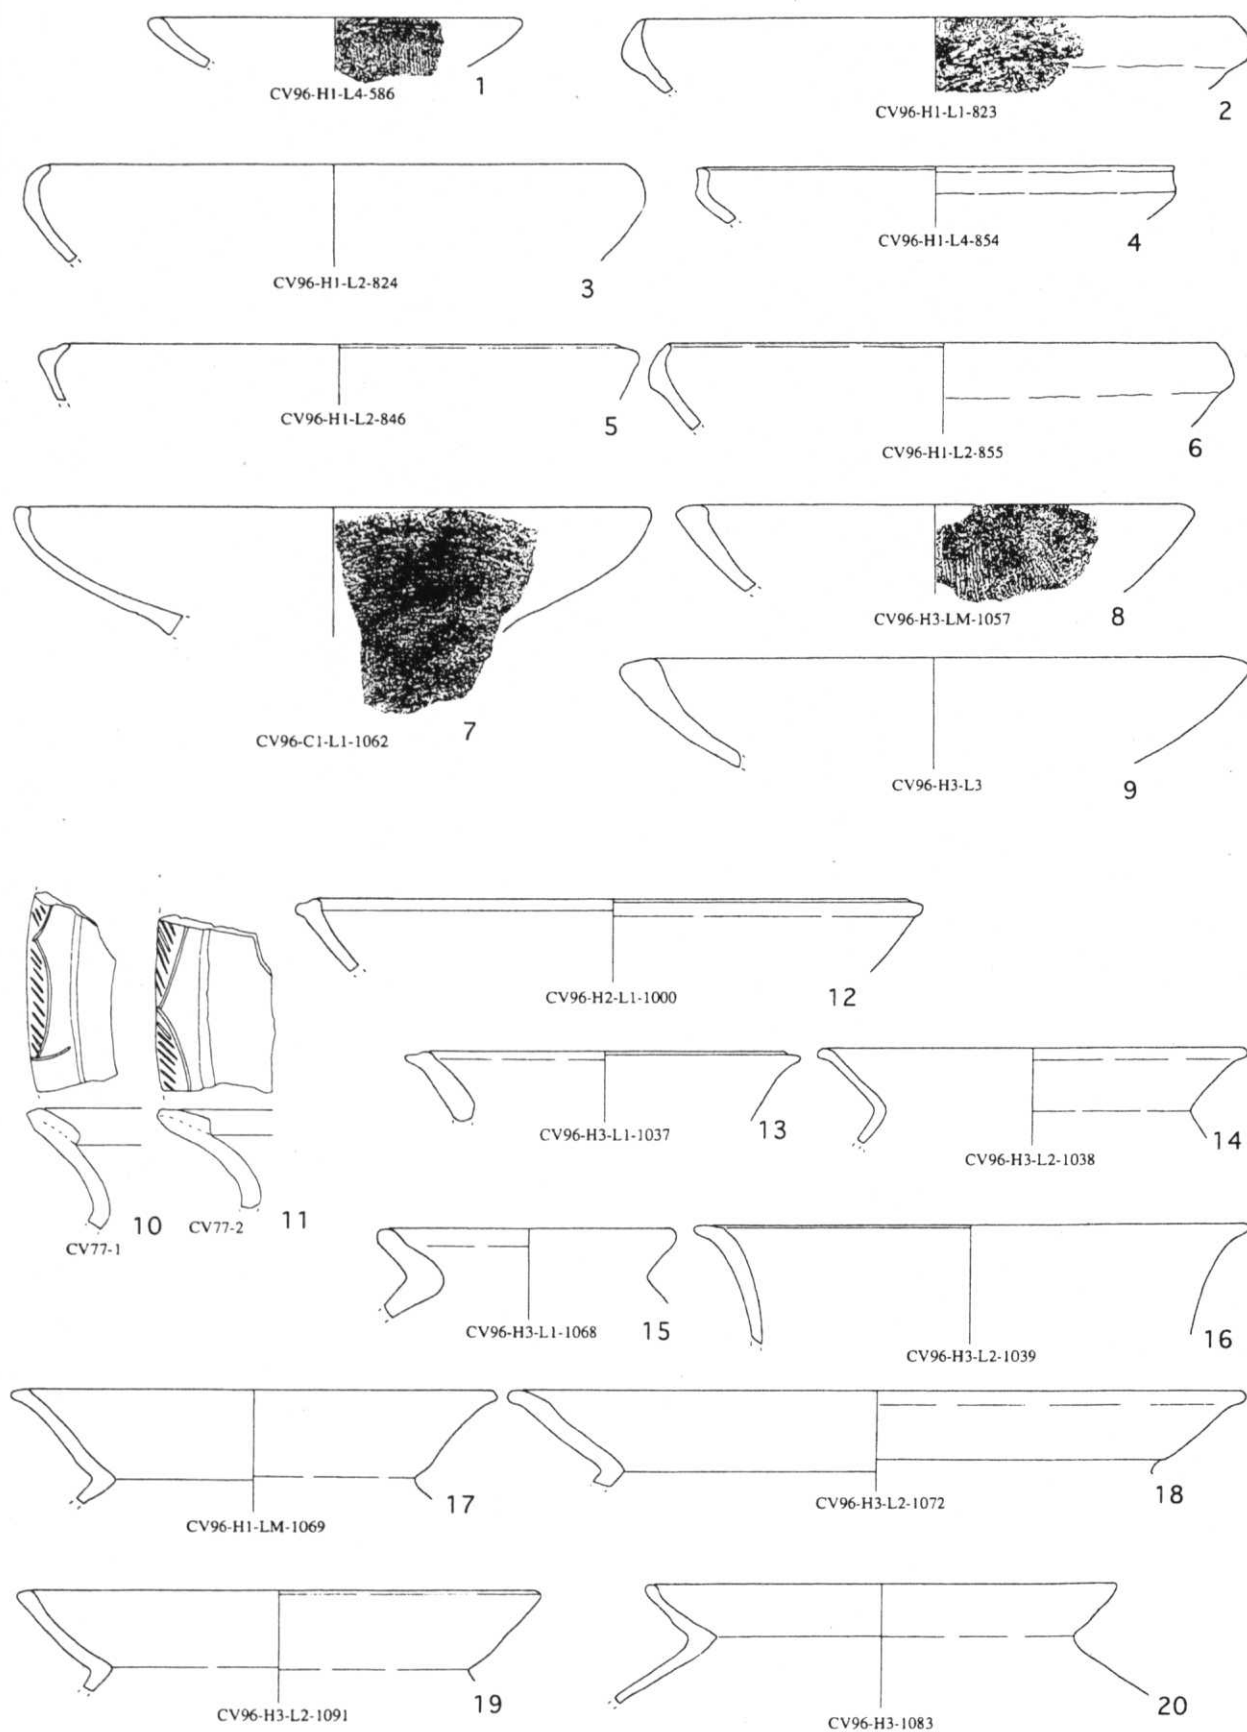 CV96-H1-L4-586 1
CV96-H1-L1-823 2
CV96-H1-L2-824 3
CV96-H1-L4-854 4
CV96-H1-L2-846 5
CV96-H1-L2-855 6
CV96-C1-L1-1062 7
CV96-H3-LM-1057 8
CV96-H3-L3 9
CV77-1 10
CV77-2 11
CV96-H2-L1-1000 12
CV96-H3-L1-1037 13
CV96-H3-L2-1038 14
CV96-H3-L1-1068 15
CV96-H3-L2-1039 16
CV96-H1-LM-1069 17
CV96-H3-L2-1072 18
CV96-H3-L2-1091 19
CV96-H3-1083 20